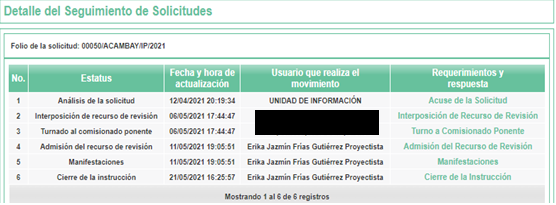 Detalle del Seguimiento de Solicitudes
Folio de la solicitud: 00050/ACAMBAY/IP/2021
No. Estatus Fecha y hora de actualización Usuario que realiza el movimiento Requerimientos y respuesta
1 Análisis de la solicitud 12/04/2021 20:19:34 UNIDAD DE INFORMACIÓN Acuse de la Solicitud
2 Interposición de recurso de revisión 06/05/2021 17:44:47 Interposición de Recurso de Revisión
3 Turnado al comisionado ponente 06/05/2021 17:44:47 Turno a Comisionado Ponente
4 Admisión del recurso de revisión 11/05/2021 19:05:51 Erika Jazmín Frías Gutiérrez Proyectista Admisión del Recurso de Revisión
5 Manifestaciones 11/05/2021 19:05:51 Erika Jazmín Frías Gutiérrez Proyectista Manifestaciones
6 Cierre de la instrucción 21/05/2021 16:25:57 Erika Jazmín Frías Gutiérrez Proyectista Cierre de la Instrucción
Mostrando 1 al 6 de 6 registros